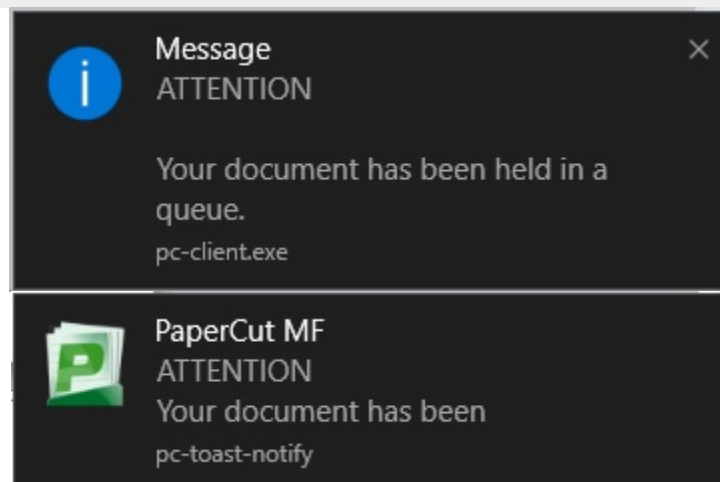 Message
ATTENTION
Your document has been held in a
queue.
pc-client.exe
PaperCut MF
ATTENTION
Your document has been
pc-toast-notify